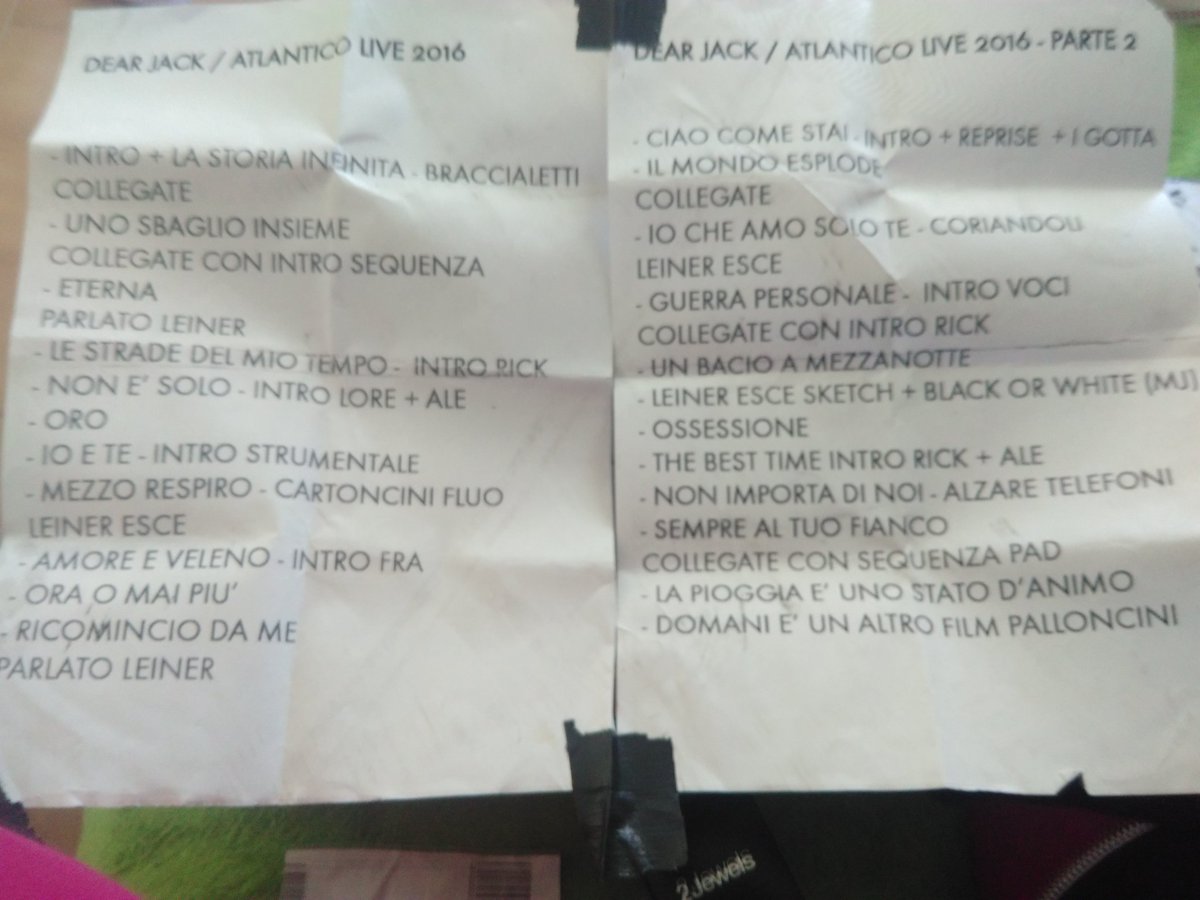 DEAR JACK / ATLANTICO LIVE 2016
- INTRO + LA STORIA INFINITA - BRACCIALETTI
COLLEGATE
- UNO SBAGLIO INSIEME
COLLEGATE CON INTRO SEQUENZA
- ETERNA
PARLATO LEINER
- LE STRADE DEL MIO TEMPO - INTRO RICK
- NON E' SOLO - INTRO LORE + ALE
- ORO
- IO E TE - INTRO STRUMENTALE
- MEZZO RESPIRO - CARTONCINI FLUO
LEINER ESCE
- AMORE E VELENO - INTRO FRA
- ORA O MAI PIU'
- RICOMINCIO DA ME
PARLATO LEINER
DEAR JACK / ATLANTICO LIVE 2016 - PARTE 2
- CIAO COME STAI - INTRO + REPRISE + I GOTTA
- IL MONDO ESPLODE
COLLEGATE
- IO CHE AMO SOLO TE - CORIANDOLI
LEINER ESCE
- GUERRA PERSONALE - INTRO VOCI
COLLEGATE CON INTRO RICK
- UN BACIO A MEZZANOTTE
- LEINER ESCE SKETCH + BLACK OR WHITE (MJ)
- OSSESSIONE
- THE BEST TIME INTRO RICK + ALE
- NON IMPORTA DI NOI - ALZARE TELEFONI
- SEMPRE AL TUO FIANCO
COLLEGATE CON SEQUENZA PAD
- LA PIOGGIA E' UNO STATO D'ANIMO
- DOMANI E' UN ALTRO FILM PALLONCINI
2Jewels